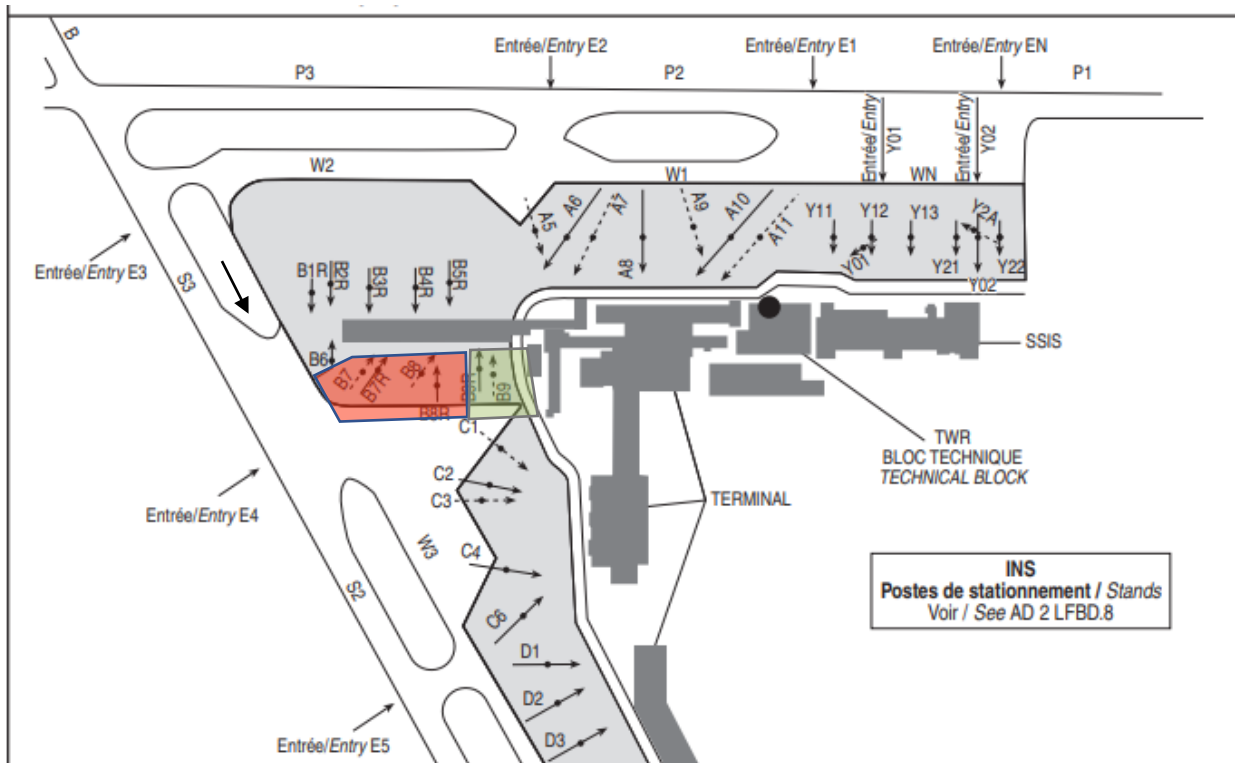 B
Entrée/Entry E2
Entrée/Entry E1
Entrée/Entry EN
P3
P2
P1
Entrée/Entry
Y01
Entrée/Entry
Y02
W2
W1
WN
A5
A6
A7
A8
A9
A10
A11
Y11
Y12
Y13
Y2A
Y01
Y21
Y22
Y02
Entrée/Entry E3
S3
B1R
B2R
B3R
B4R
B5R
B6
B7
B7R
B8
B8R
B9R
B9
SSIS
C1
C2
C3
TWR
BLOC TECHNIQUE
TECHNICAL BLOCK
TERMINAL
Entrée/Entry E4
W3
C4
S2
C6
INS
Postes de stationnement / Stands
Voir / See AD 2 LFBD.8
D1
D2
D3
Entrée/Entry E5